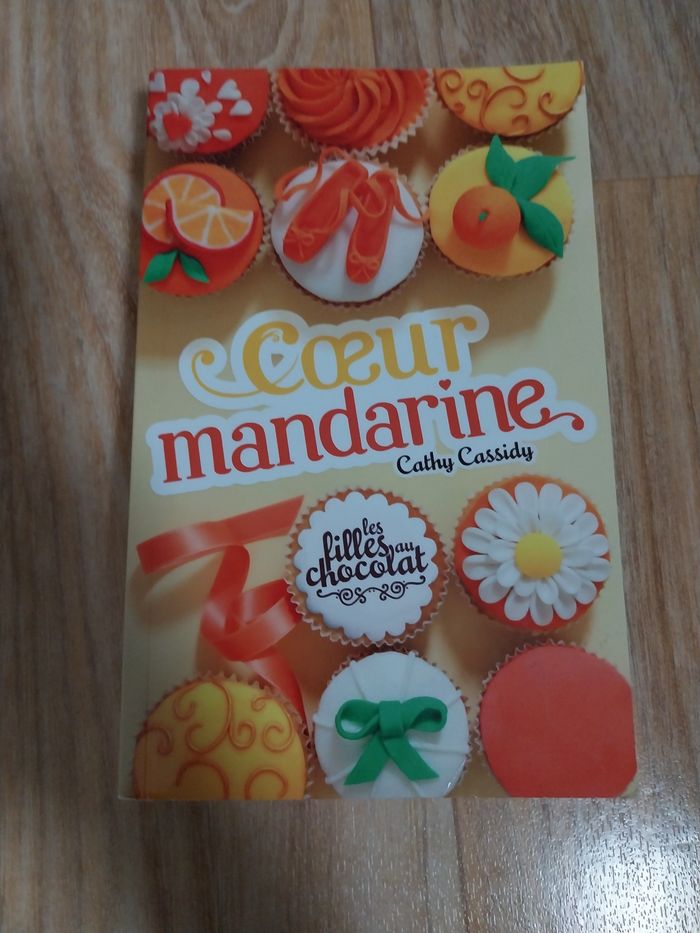 Cœur
mandarine
Cathy Cassidy
les
filles au
chocolat